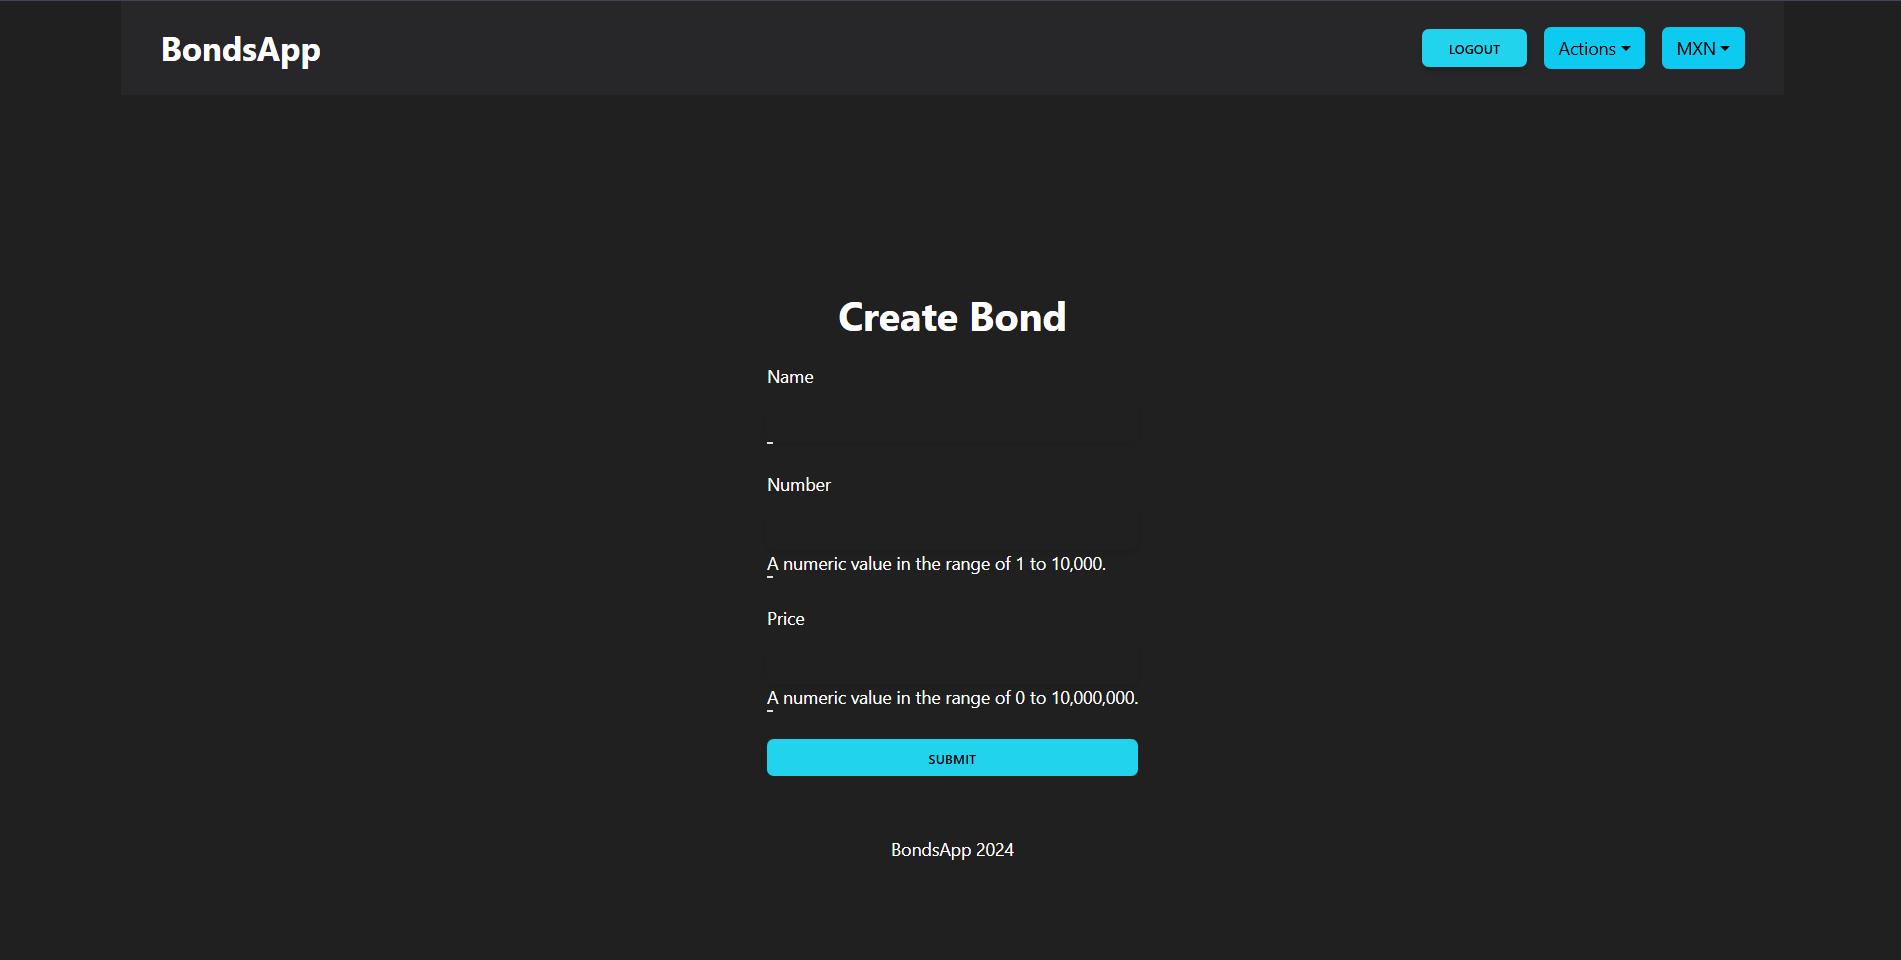 BondsApp
LOGOUT
Actions
MXN
Create Bond
Name
-
Number
A numeric value in the range of 1 to 10,000.
-
Price
A numeric value in the range of 0 to 10,000,000.
-
SUBMIT
BondsApp 2024